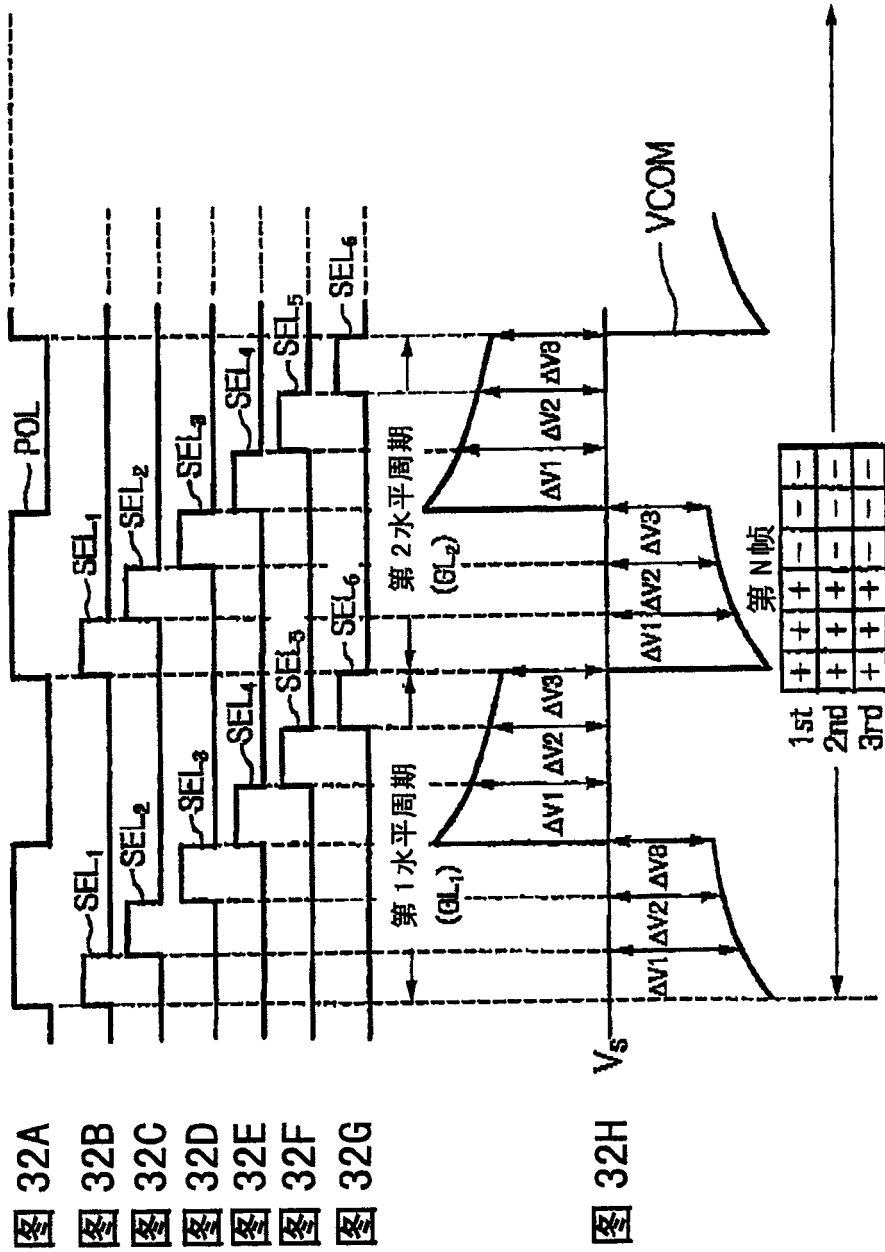 图 32A
POL
图 32B
SEL₁
SEL₁
图 32C
SEL₂
SEL₂
图 32D
SEL₃
SEL₃
图 32E
SEL₄
SEL₄
图 32F
SEL₅
SEL₅
图 32G
SEL₆
SEL₆
第1水平周期
(GL₁)
第2水平周期
(GL₂)
ΔV1 ΔV2 ΔV3
ΔV1 ΔV2 ΔV3
图 32H
Vs
ΔV1 ΔV2 ΔV3
ΔV1 ΔV2 ΔV3
VCOM
第N帧
1st + + + - - -
2nd + + + - - -
3rd + + + - - -